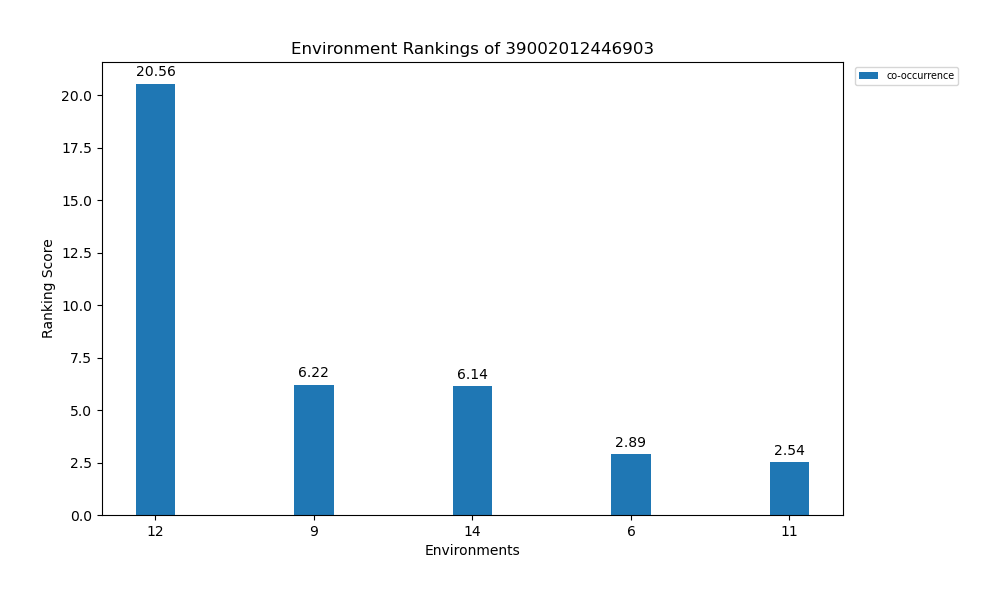 Environment Rankings of 39002012446903
co-occurrence
20.56
6.22
6.14
2.89
2.54
20.0
17.5
15.0
12.5
10.0
7.5
5.0
2.5
0.0
Ranking Score
12 9 14 6 11
Environments